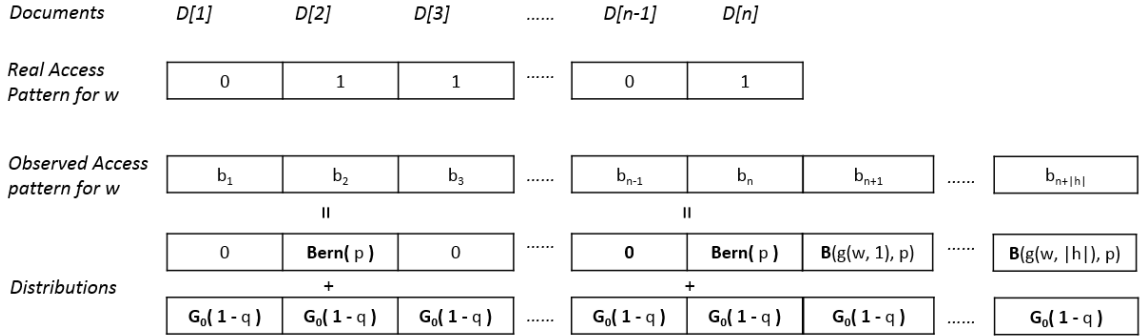 Documents D[1] D[2] D[3] ...... D[n-1] D[n]
Real Access
Pattern for w
0 1 1 ...... 0 1
Observed Access
pattern for w
b₁ b₂ b₃ ...... bₙ₋₁ bₙ bₙ₊₁ ...... bₙ₊|ₕ|
= =
0 Bern( p ) 0 ...... 0 Bern( p ) B(g(w, 1), p) ...... B(g(w, |h|), p)
Distributions + +
G₀( 1 - q ) G₀( 1 - q ) G₀( 1 - q ) ...... G₀( 1 - q ) G₀( 1 - q ) G₀( 1 - q ) ...... G₀( 1 - q )